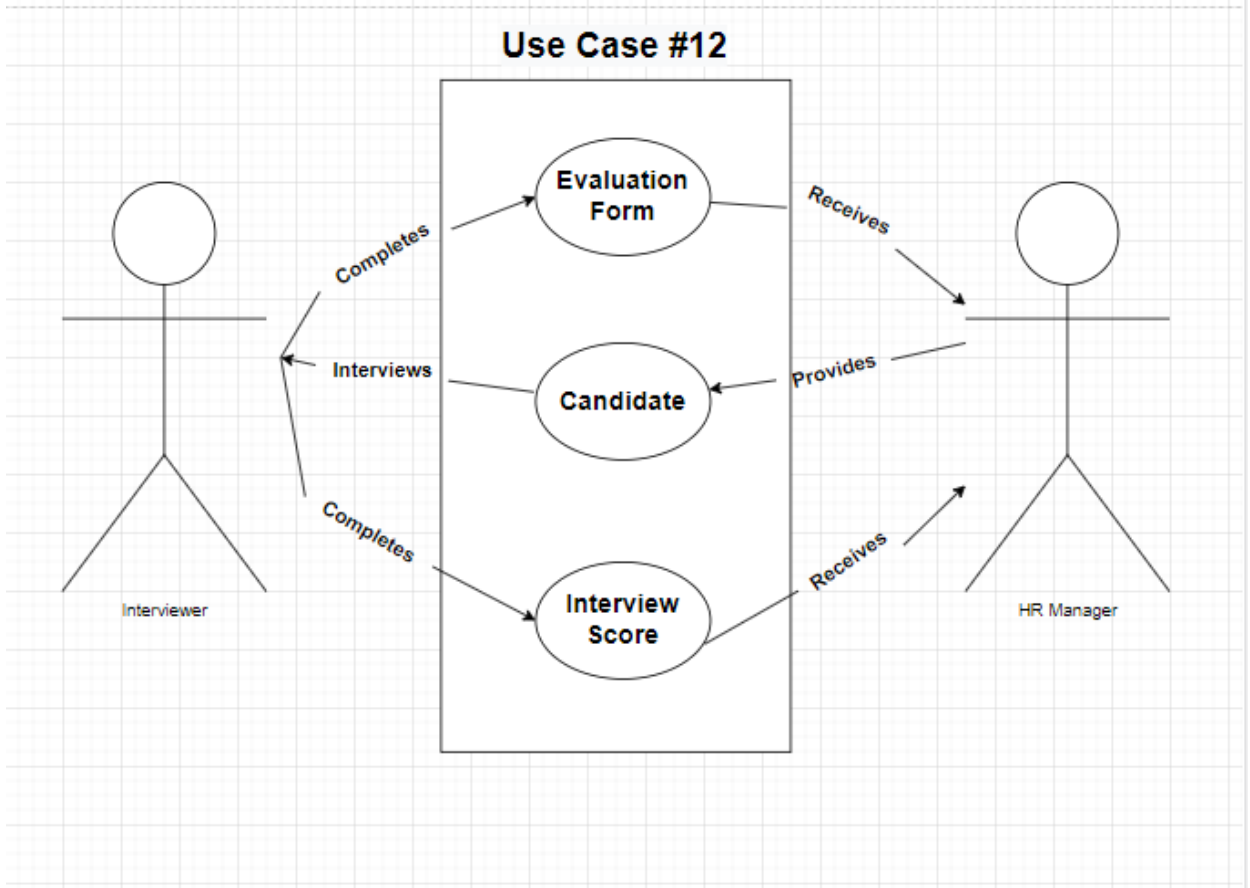 Use Case #12
Evaluation
Form
Receives
Completes
Interviews
Candidate
Provides
Completes
Interview
Score
Receives
Interviewer
HR Manager